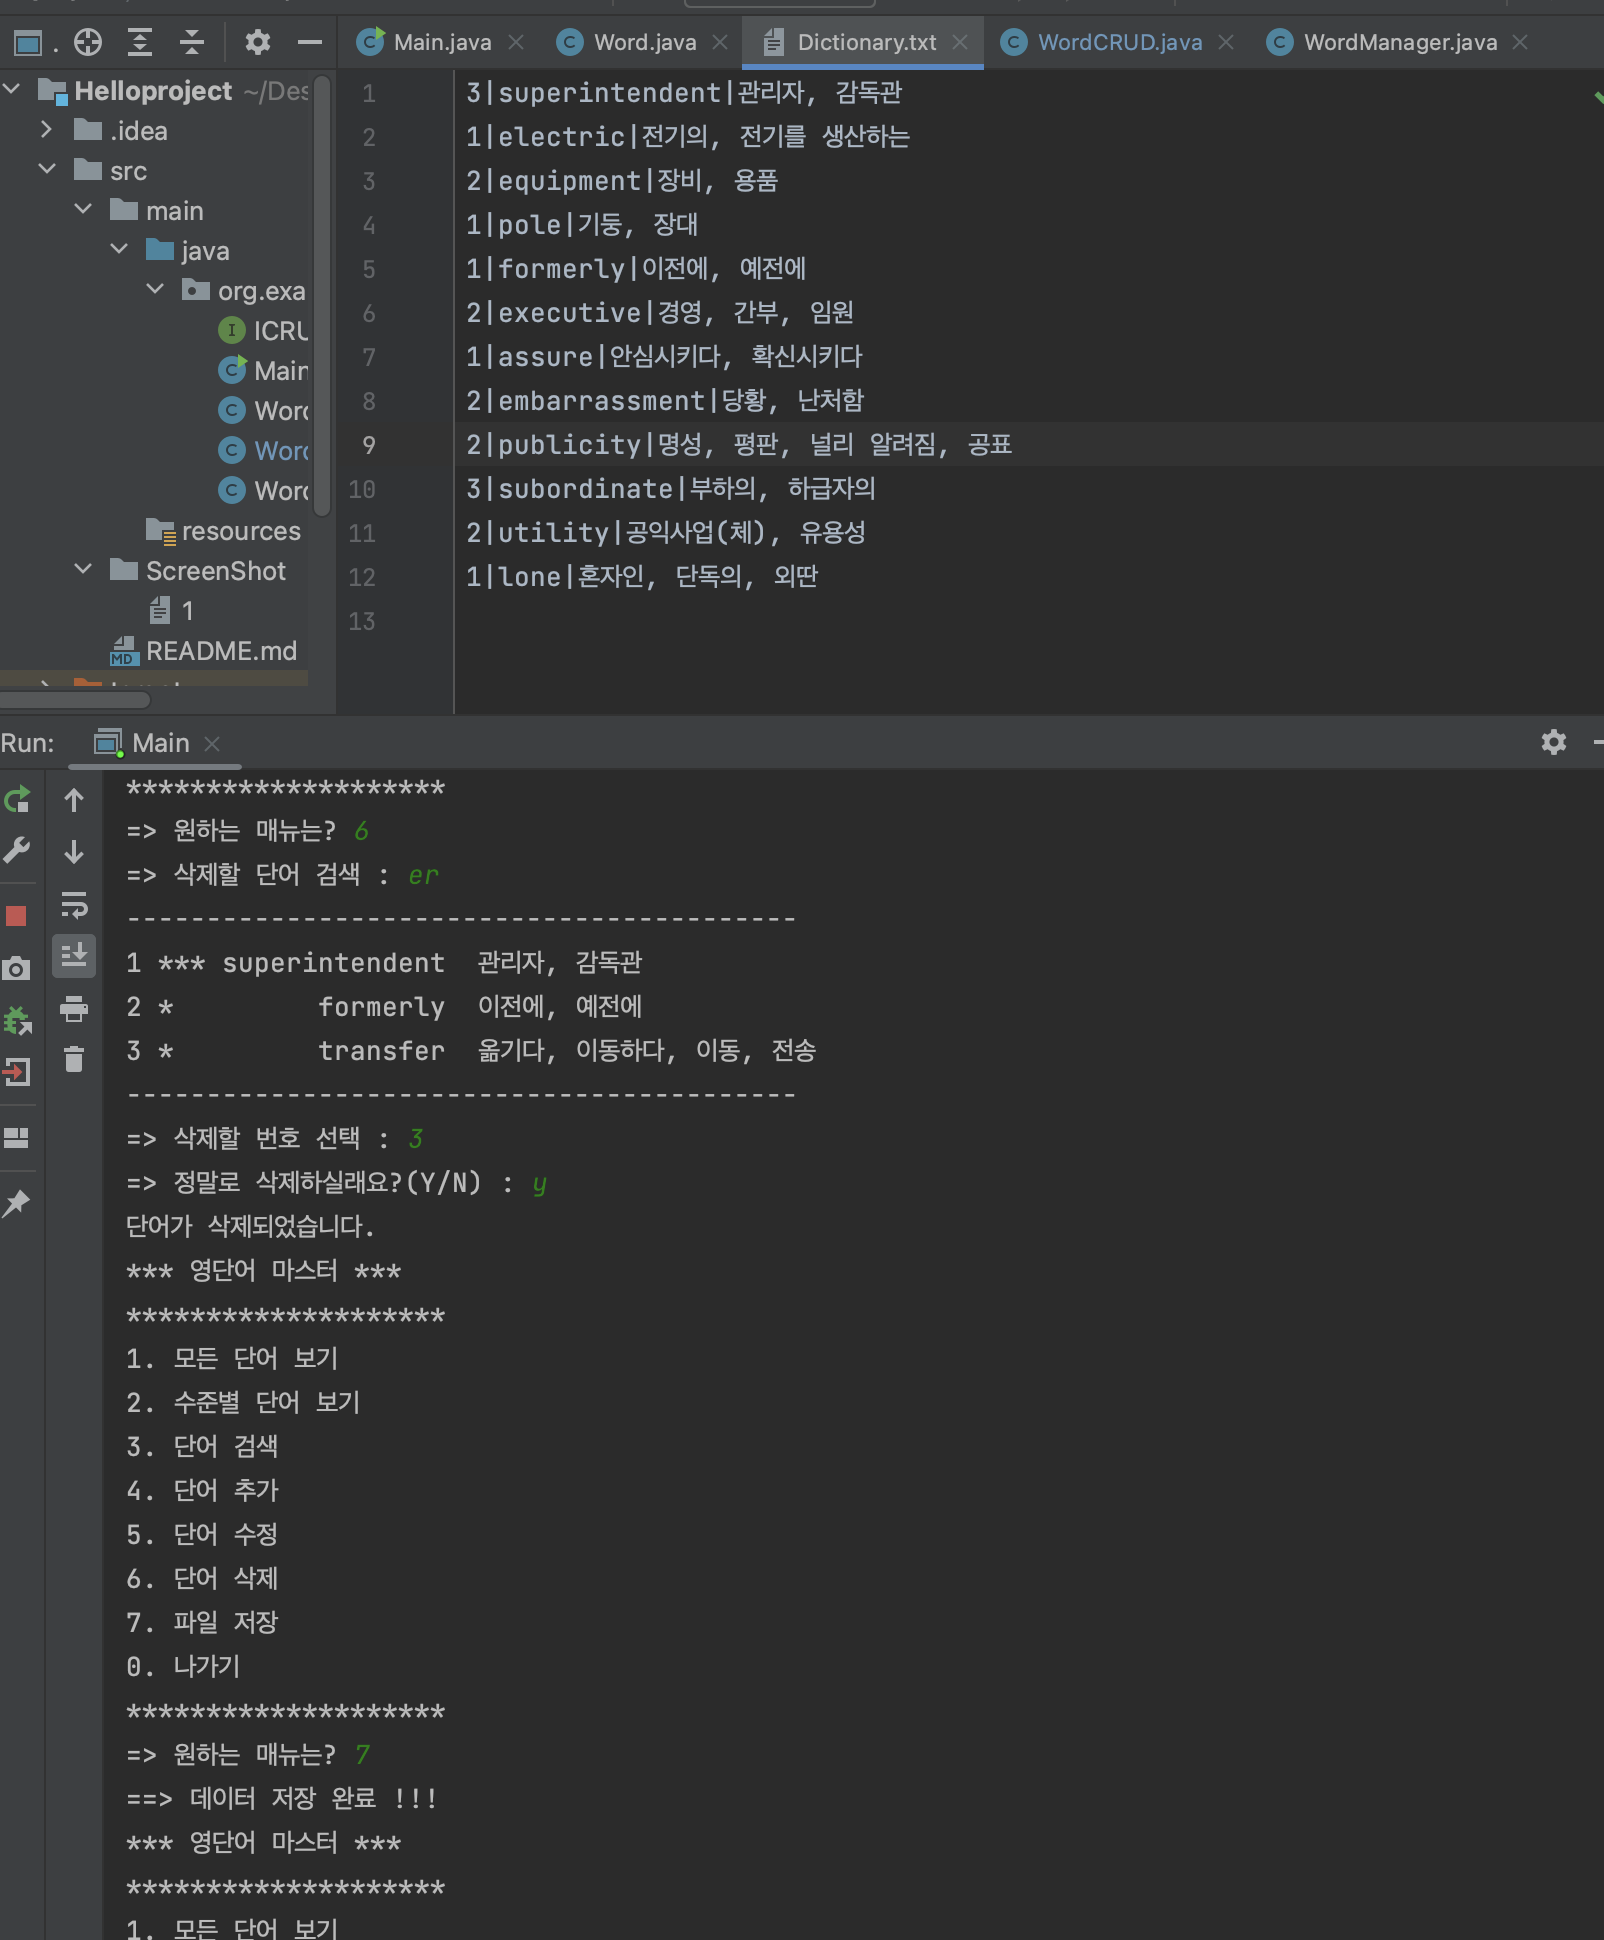 Main.java
Word.java
Dictionary.txt
WordCRUD.java
WordManager.java
Helloproject ~/Des
.idea
src
main
java
org.exa
ICRU
Main
Word
Word
Word
resources
ScreenShot
1
README.md
1 3|superintendent|관리자, 감독관
2 1|electric|전기의, 전기를 생산하는
3 2|equipment|장비, 용품
4 1|pole|기둥, 장대
5 1|formerly|이전에, 예전에
6 2|executive|경영, 간부, 임원
7 1|assure|안심시키다, 확신시키다
8 2|embarrassment|당황, 난처함
9 2|publicity|명성, 평판, 널리 알려짐, 공표
10 3|subordinate|부하의, 하급자의
11 2|utility|공익사업(체), 유용성
12 1|lone|혼자인, 단독의, 외딴
13
Run: Main
********************
=> 원하는 매뉴는? 6
=> 삭제할 단어 검색 : er
------------------------------------------
1 *** superintendent  관리자, 감독관
2 *         formerly  이전에, 예전에
3 *         transfer  옮기다, 이동하다, 이동, 전송
------------------------------------------
=> 삭제할 번호 선택 : 3
=> 정말로 삭제하실래요?(Y/N) : y
단어가 삭제되었습니다.
*** 영단어 마스터 ***
********************
1. 모든 단어 보기
2. 수준별 단어 보기
3. 단어 검색
4. 단어 추가
5. 단어 수정
6. 단어 삭제
7. 파일 저장
0. 나가기
********************
=> 원하는 매뉴는? 7
==> 데이터 저장 완료 !!!
*** 영단어 마스터 ***
********************
1. 모든 단어 보기